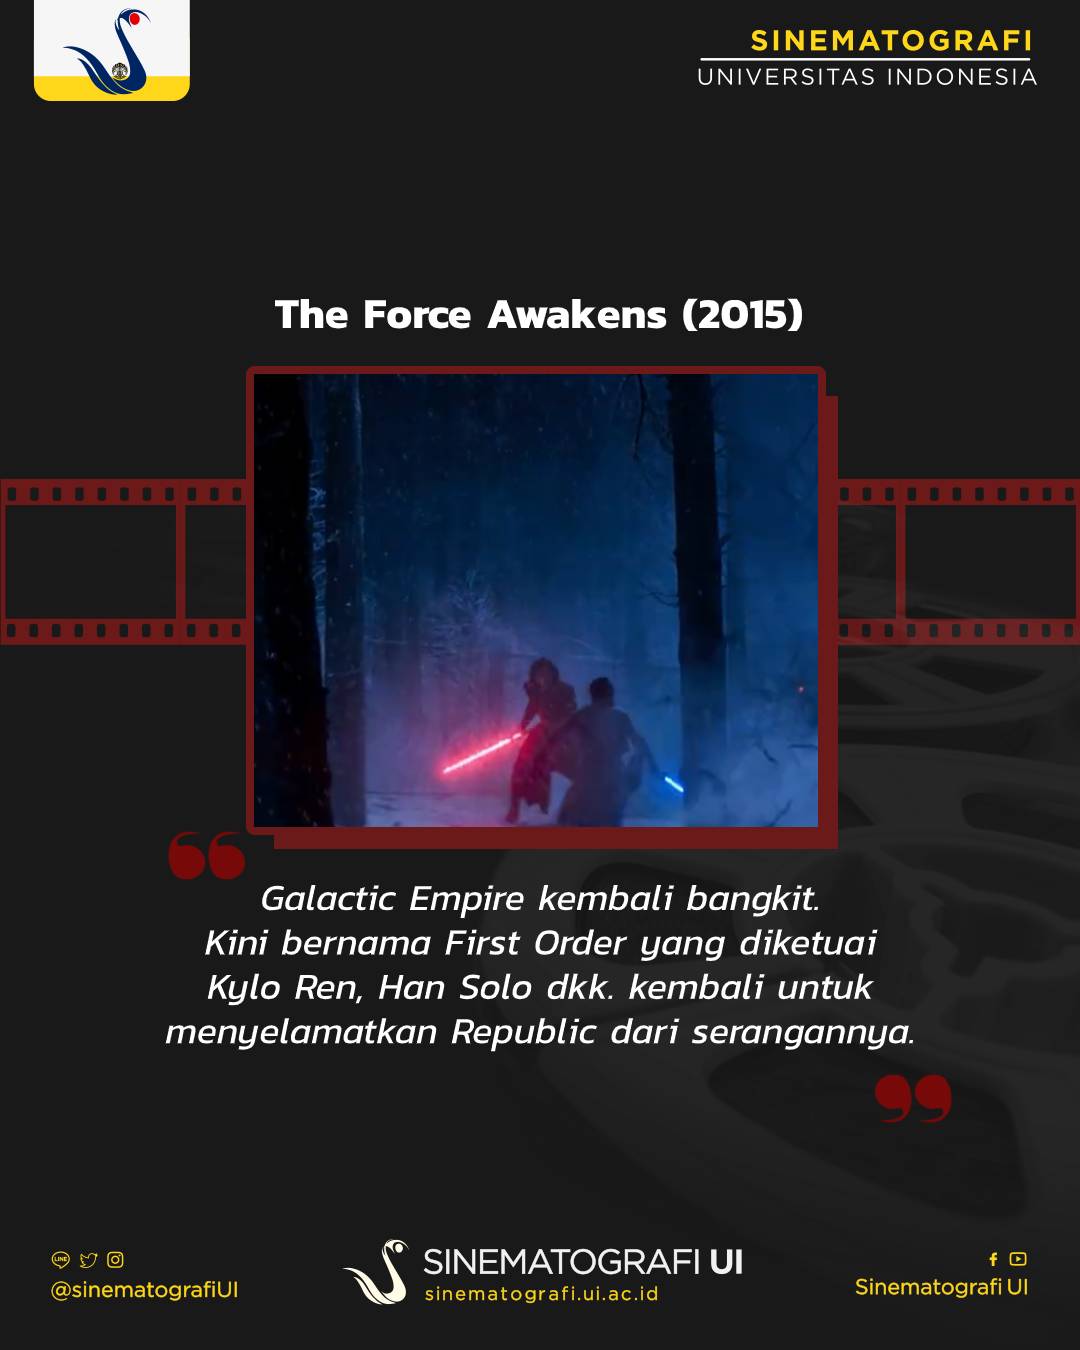 SINEMATOGRAFI
UNIVERSITAS INDONESIA
The Force Awakens (2015)
“
Galactic Empire kembali bangkit.
Kini bernama First Order yang diketuai
Kylo Ren, Han Solo dkk. kembali untuk
menyelamatkan Republic dari serangannya.
”
LINE
@sinematografiUI
SINEMATOGRAFI UI
sinematografi.ui.ac.id
Sinematografi UI